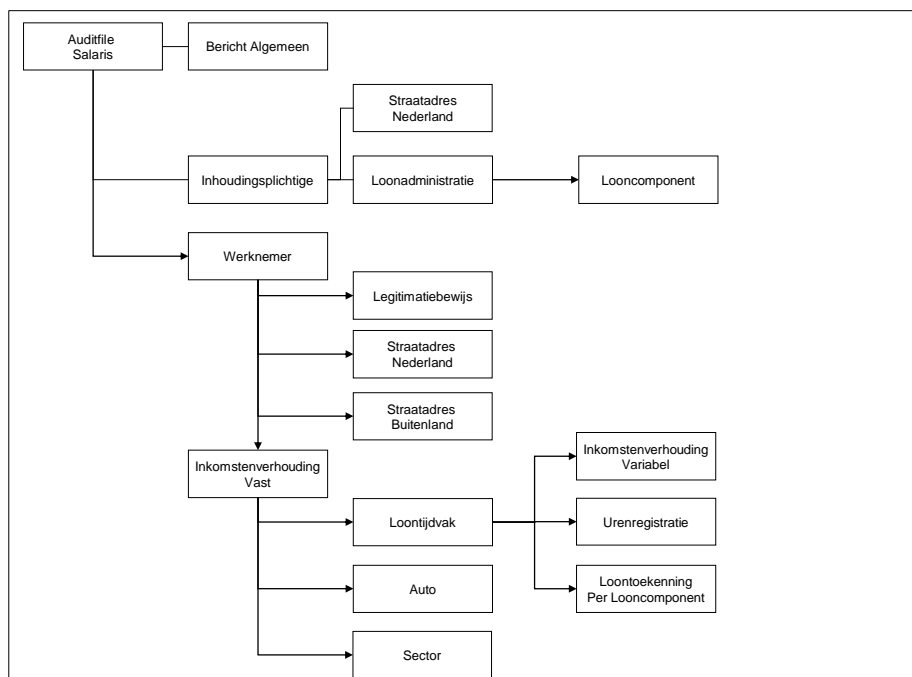 Auditfile
Salaris
Bericht Algemeen
Straatadres
Nederland
Inhoudingsplichtige
Loonadministratie
Looncomponent
Werknemer
Legitimatiebewijs
Straatadres
Nederland
Straatadres
Buitenland
Inkomstenverhouding
Vast
Inkomstenverhouding
Variabel
Loontijdvak
Urenregistratie
Auto
Loontoekenning
Per Looncomponent
Sector